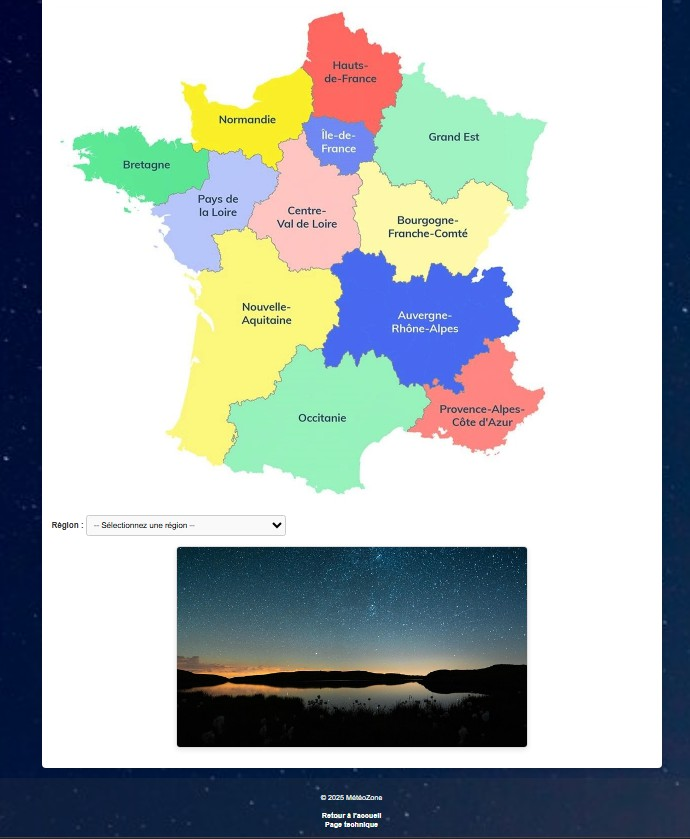 Hauts-
de-France
Normandie
Île-de-
France
Grand Est
Bretagne
Pays de
la Loire
Centre-
Val de Loire
Bourgogne-
Franche-Comté
Nouvelle-
Aquitaine
Auvergne-
Rhône-Alpes
Occitanie
Provence-Alpes-
Côte d'Azur
Région : -- Sélectionnez une région --
© 2025 MétéoZone
Retour à l'accueil
Page technique